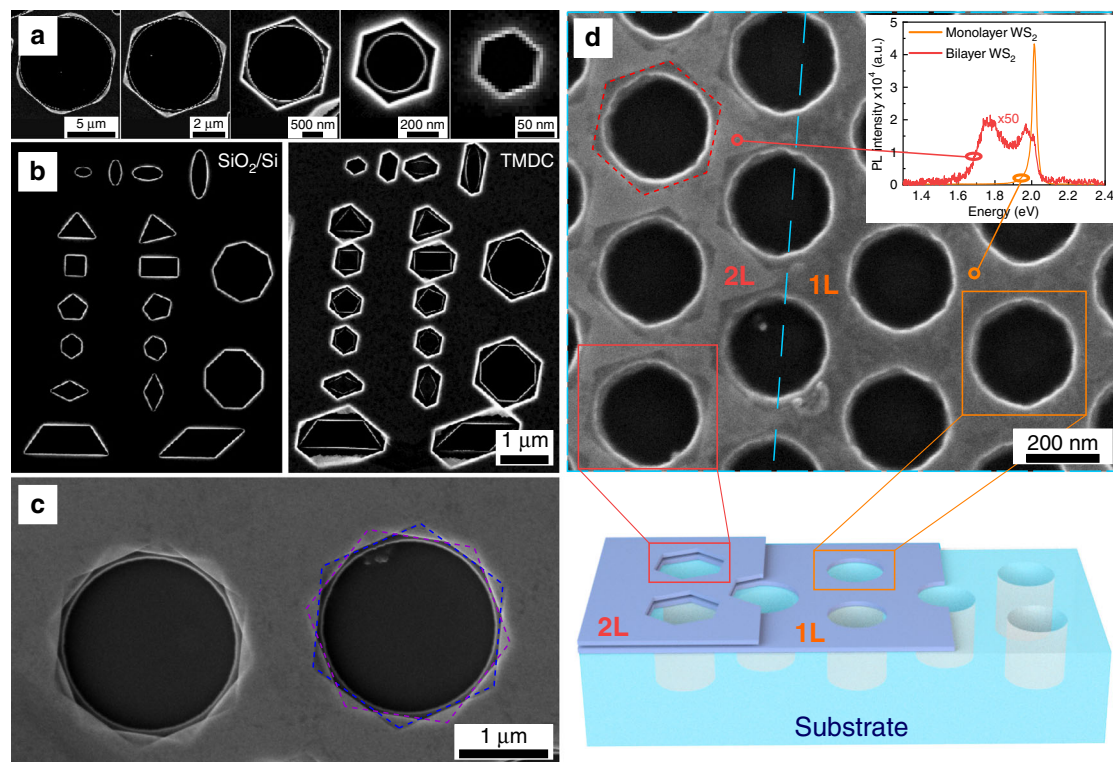 a
5 μm
2 μm
500 nm
200 nm
50 nm
b
SiO2/Si
TMDC
1 μm
c
1 μm
d
2L
1L
200 nm
PL intensity x10^4 (a.u.)
5
4
3
2
1
0
Monolayer WS2
Bilayer WS2
x50
1.4 1.6 1.8 2.0 2.2 2.4
Energy (eV)
2L
1L
Substrate